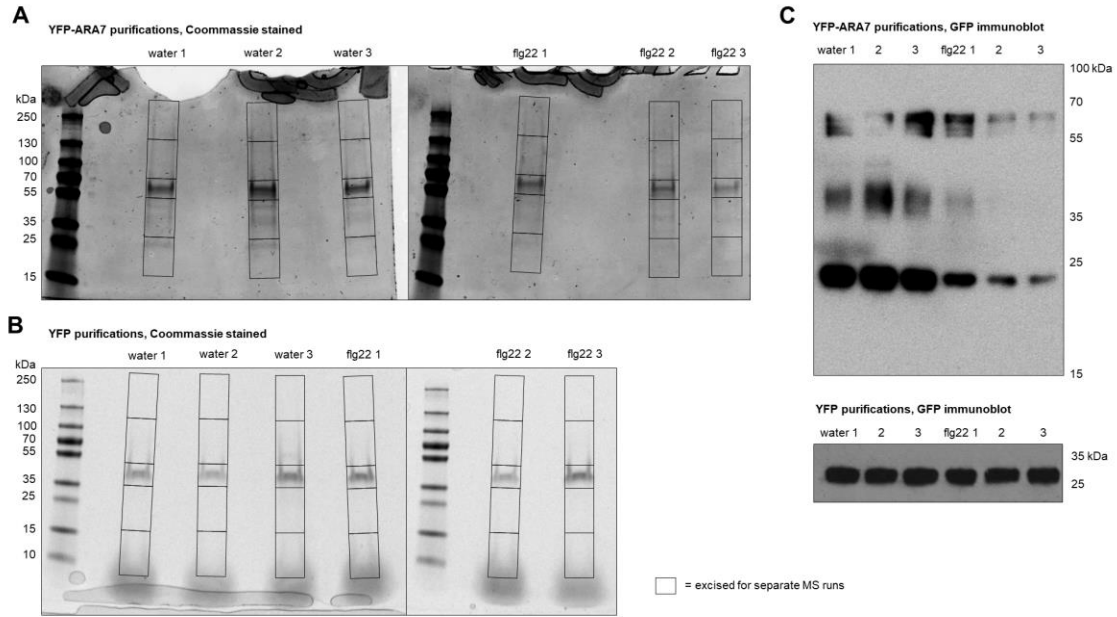 A
YFP-ARA7 purifications, Coommassie stained
water 1 water 2 water 3 flg22 1 flg22 2 flg22 3
kDa
250
130
100
70
55
35
25
15
B
YFP purifications, Coommassie stained
water 1 water 2 water 3 flg22 1 flg22 2 flg22 3
kDa
250
130
100
70
55
35
25
15
10
= excised for separate MS runs
C
YFP-ARA7 purifications, GFP immunoblot
water 1 2 3 flg22 1 2 3
100 kDa
70
55
35
25
15
YFP purifications, GFP immunoblot
water 1 2 3 flg22 1 2 3
35 kDa
25